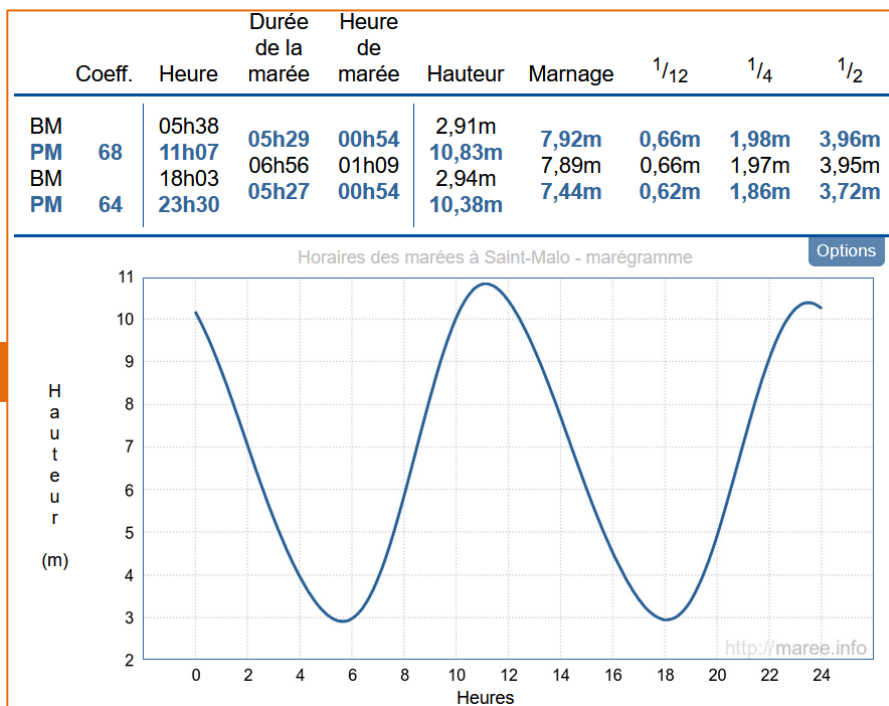 Coeff. Heure Durée de la marée Heure de marée Hauteur Marnage 1/12 1/4 1/2
BM 05h38 2,91m
05h29 00h54 7,92m 0,66m 1,98m 3,96m
PM 68 11h07 10,83m
06h56 01h09 7,89m 0,66m 1,97m 3,95m
BM 18h03 2,94m
05h27 00h54 7,44m 0,62m 1,86m 3,72m
PM 64 23h30 10,38m
Options
Horaires des marées à Saint-Malo - marégramme
11
10
9
8
7
6
5
4
3
2
Hauteur
(m)
http://maree.info
0 2 4 6 8 10 12 14 16 18 20 22 24
Heures